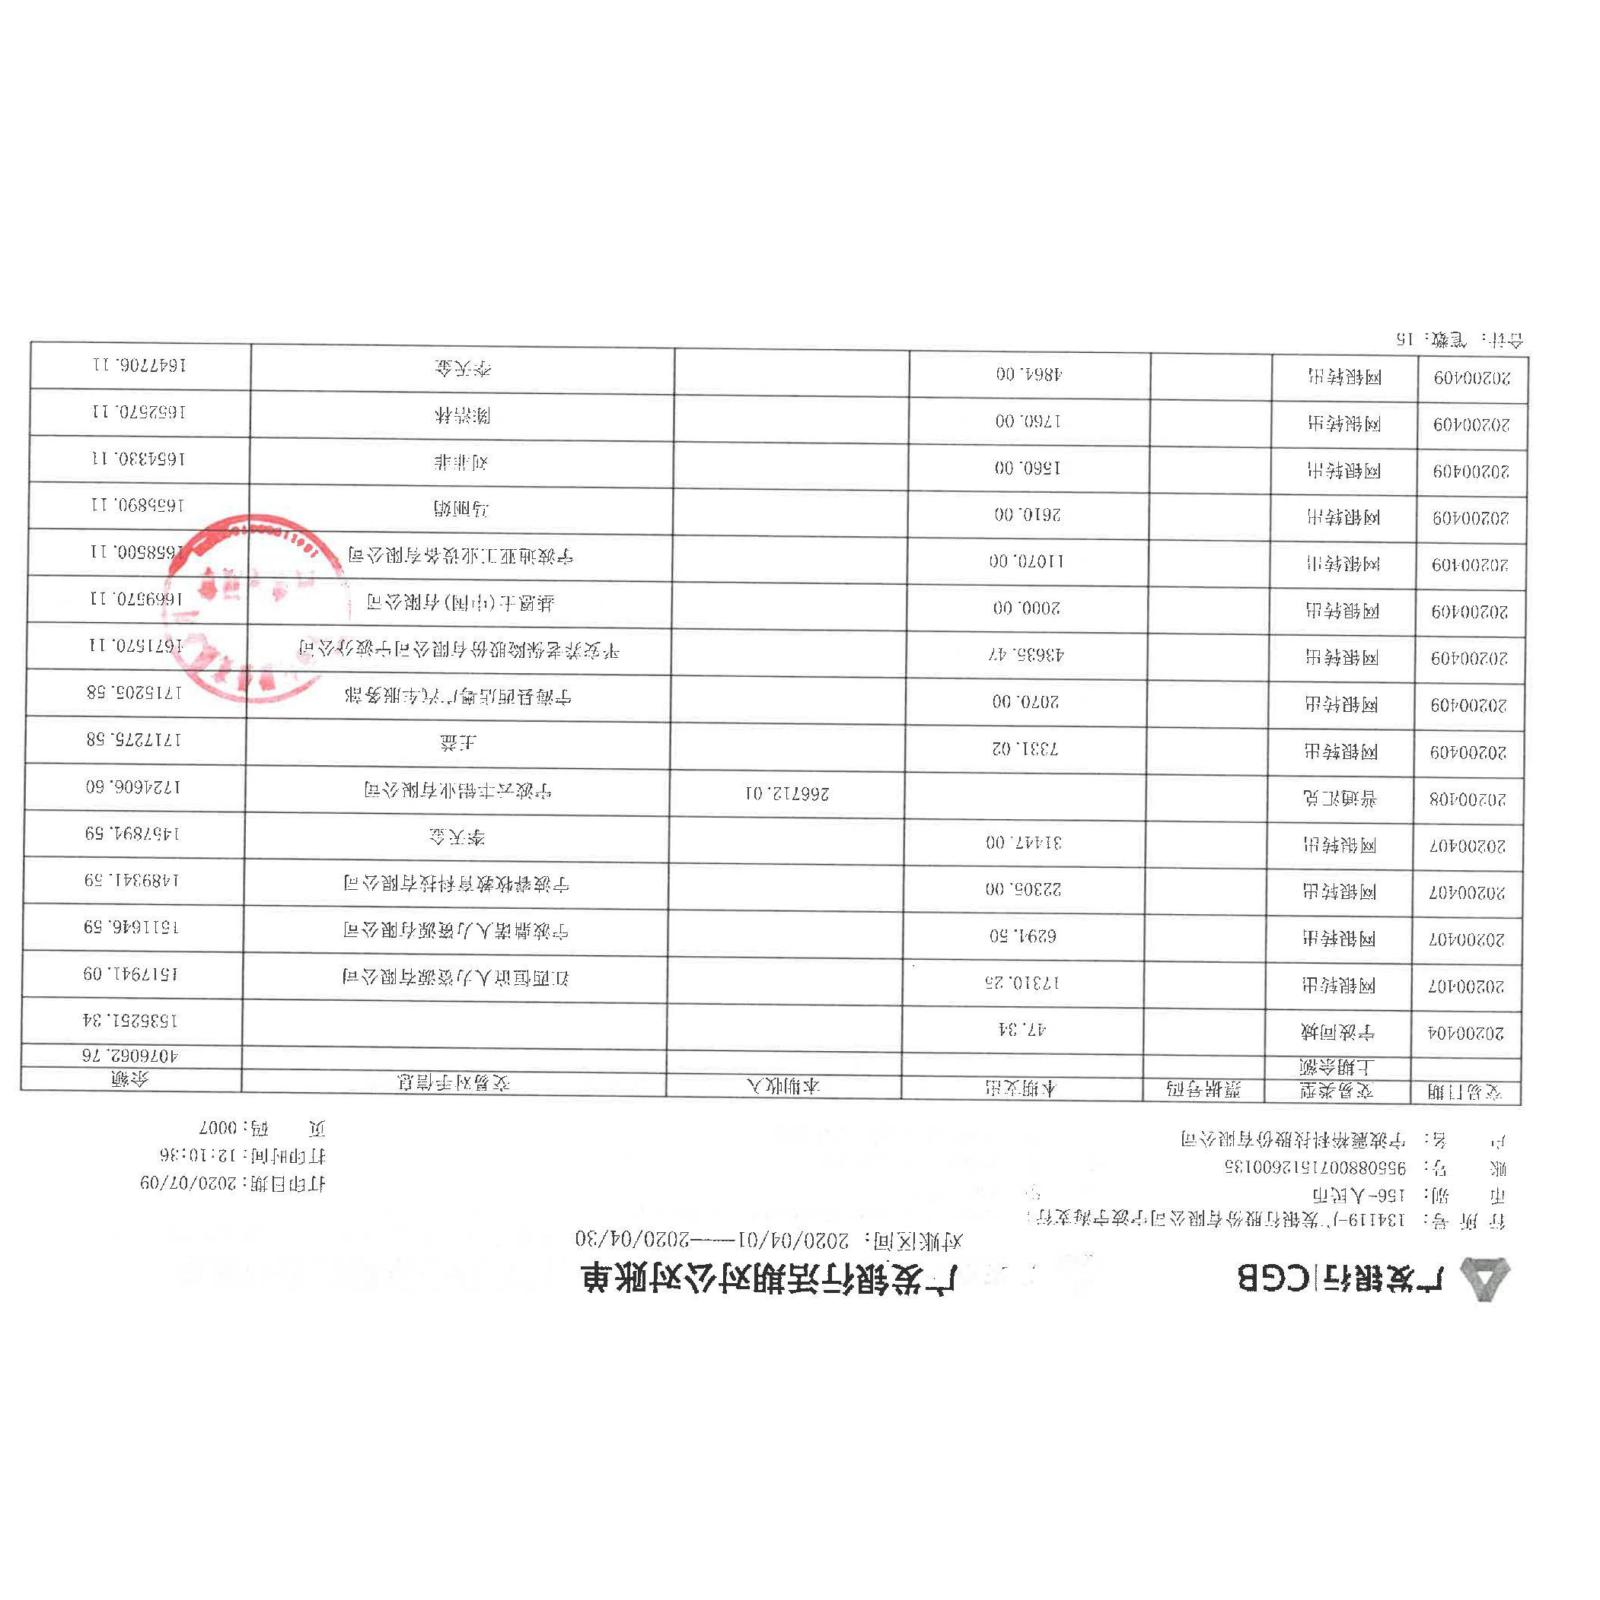 广发银行|CGB
广发银行活期对公对账单
对账区间: 2020/04/01——2020/04/30
行所号: 134119-广发银行股份有限公司宁波宁海支行
币 别: 156-人民币
账 号: 9550880071512600135
户 名: 宁波震裕科技股份有限公司
打印日期: 2020/07/09
打印时间: 12:10:36
页 码: 0007
交易日期 交易类型 票据号码 本期支出 本期收入 交易对手信息 余额
上期余额 4076062.76
20200404 宁波同城 47.34 1535251.34
20200407 网银转出 17310.25 江西恒谊人力资源有限公司 1517941.09
20200407 网银转出 6294.50 宁波鼎诺人力资源有限公司 1511646.59
20200407 网银转出 22305.00 宁波睿牧教育科技有限公司 1489341.59
20200407 网银转出 31447.00 李天金 1457894.59
20200408 普通汇兑 266712.01 宁波云丰铝业有限公司 1724606.60
20200409 网银转出 7331.02 王益 1717275.58
20200409 网银转出 2070.00 宁海县西店粤广汽车服务部 1715205.58
20200409 网银转出 43635.47 平安养老保险股份有限公司宁波分公司 1671570.11
20200409 网银转出 2000.00 基恩士(中国)有限公司 1669570.11
20200409 网银转出 11070.00 宁波迪亚工业设备有限公司 1658500.11
20200409 网银转出 2610.00 马丽娟 1655890.11
20200409 网银转出 1560.00 刘非非 1654330.11
20200409 网银转出 1760.00 陈浩林 1652570.11
20200409 网银转出 4864.00 李天金 1647706.11
合计: 笔数: 15